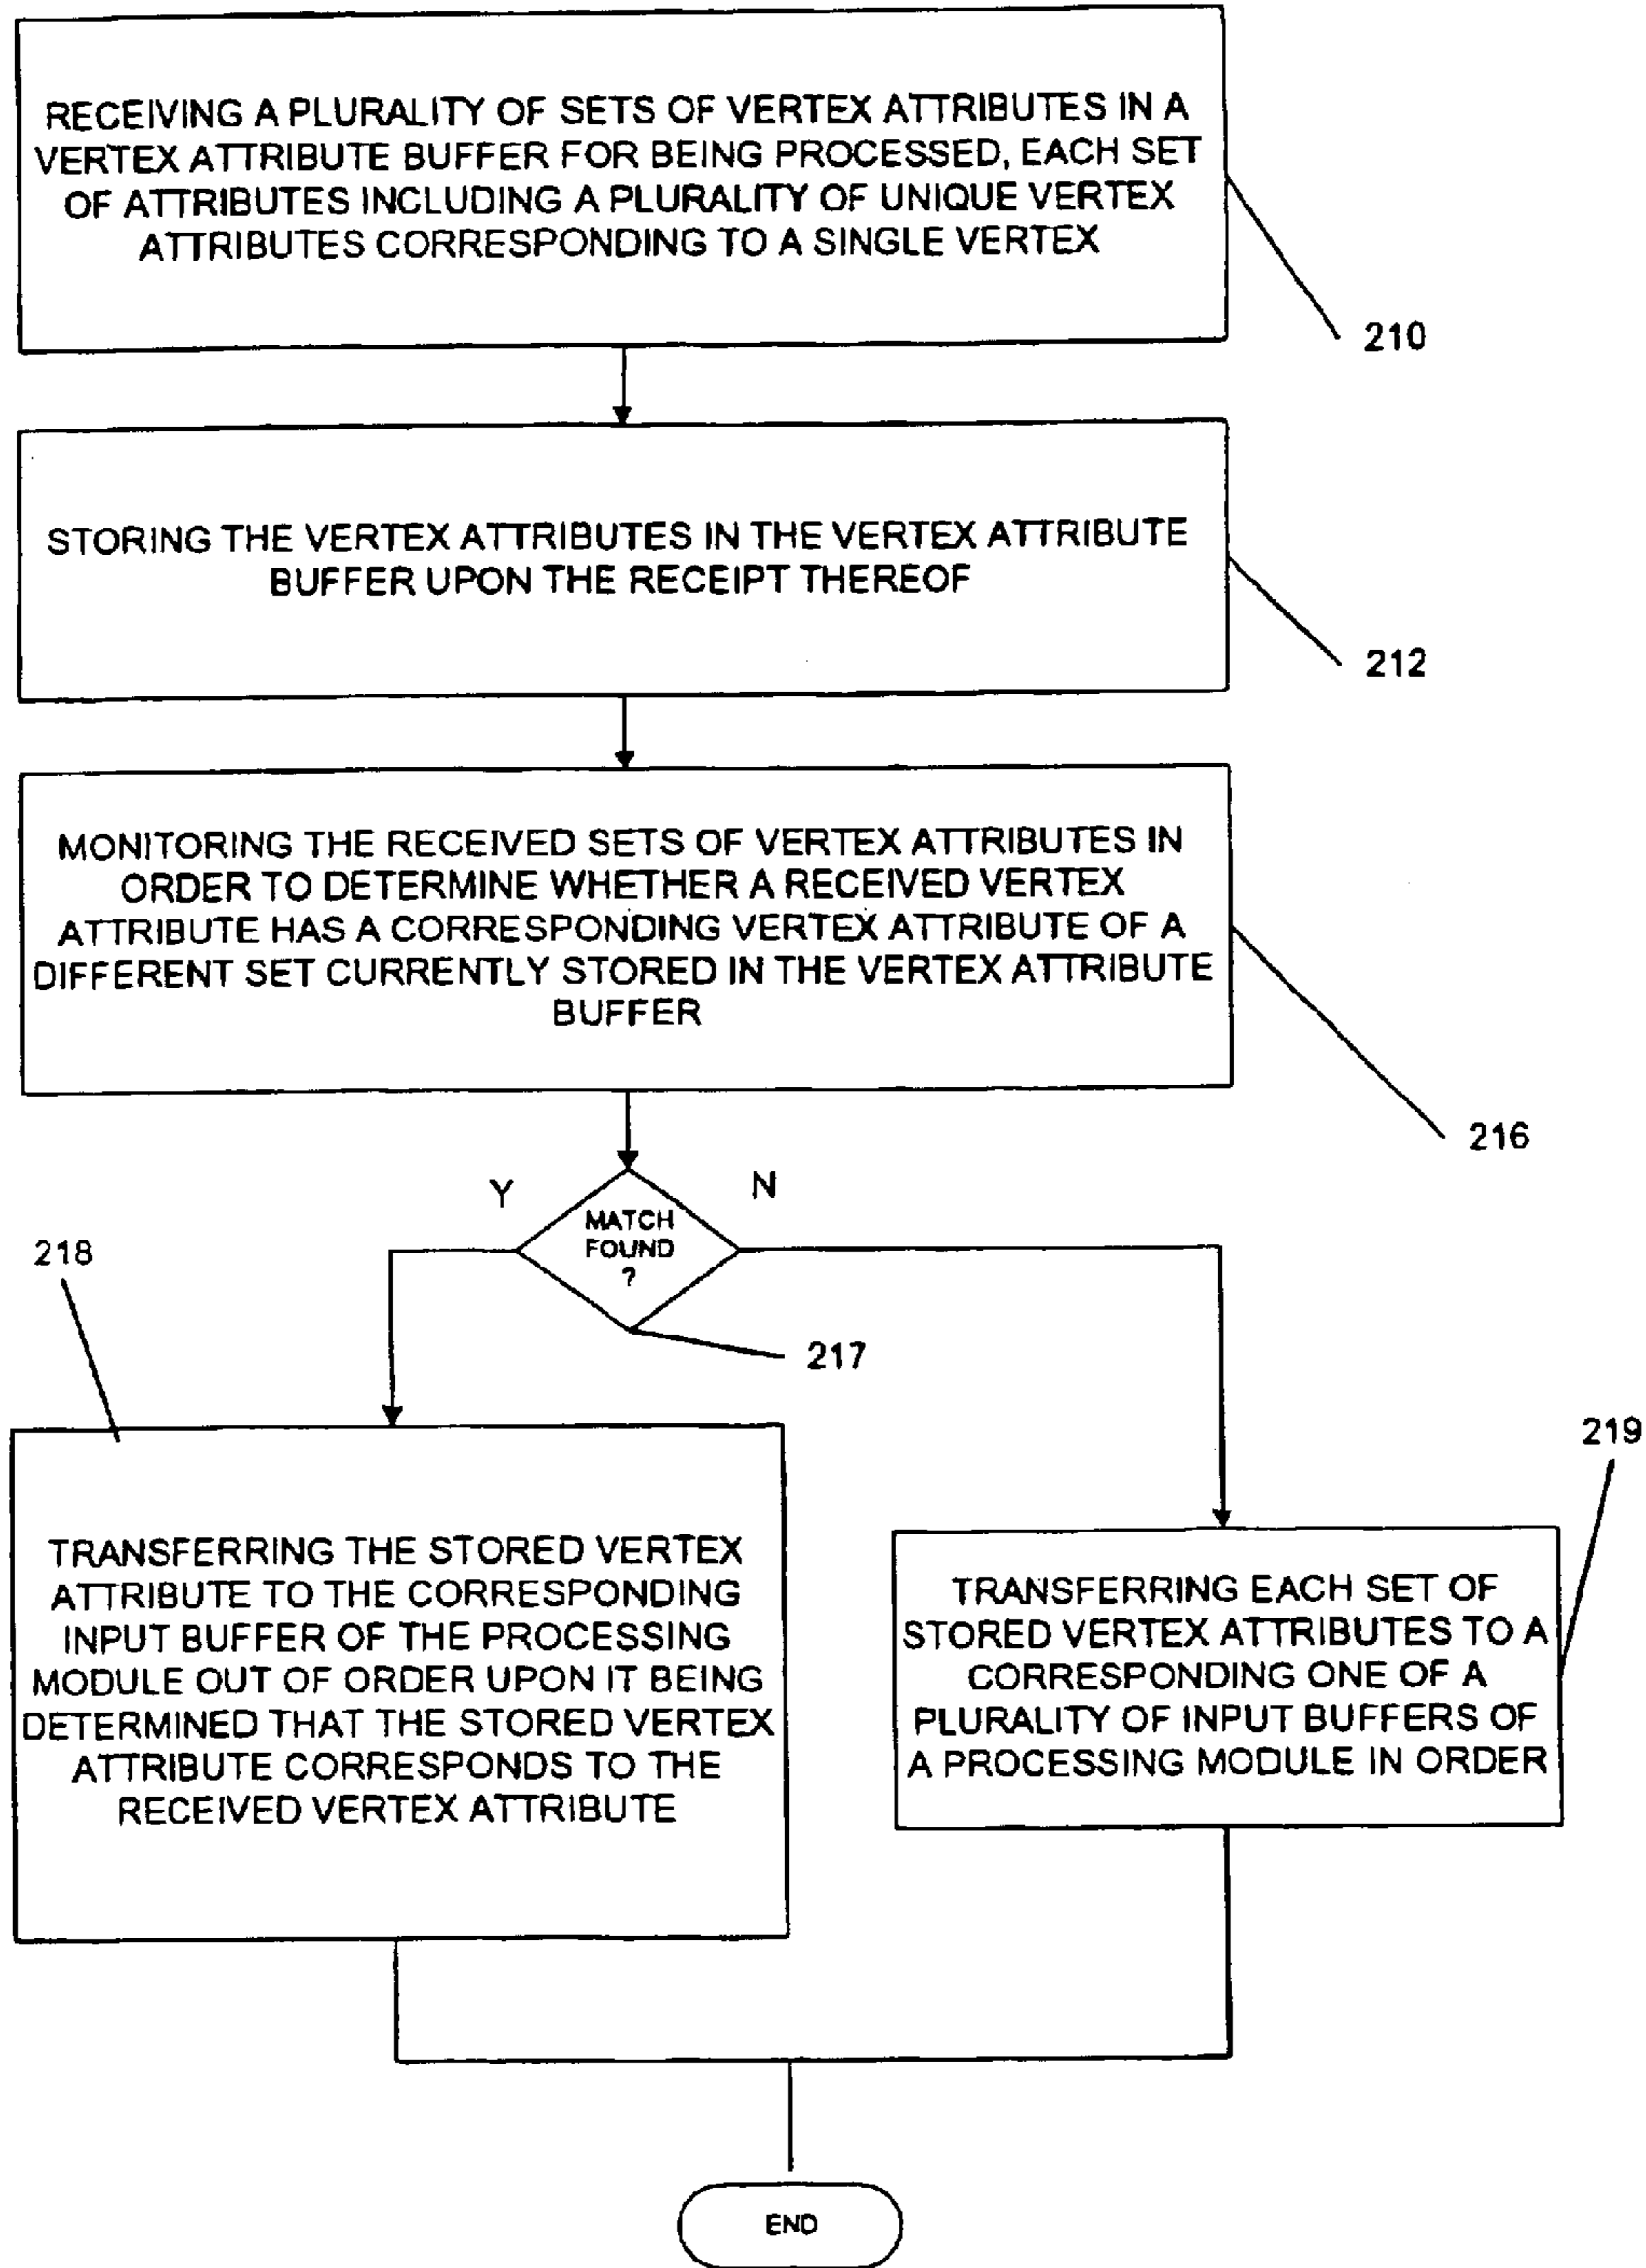 RECEIVING A PLURALITY OF SETS OF VERTEX ATTRIBUTES IN A
VERTEX ATTRIBUTE BUFFER FOR BEING PROCESSED, EACH SET
OF ATTRIBUTES INCLUDING A PLURALITY OF UNIQUE VERTEX
ATTRIBUTES CORRESPONDING TO A SINGLE VERTEX
210
STORING THE VERTEX ATTRIBUTES IN THE VERTEX ATTRIBUTE
BUFFER UPON THE RECEIPT THEREOF
212
MONITORING THE RECEIVED SETS OF VERTEX ATTRIBUTES IN
ORDER TO DETERMINE WHETHER A RECEIVED VERTEX
ATTRIBUTE HAS A CORRESPONDING VERTEX ATTRIBUTE OF A
DIFFERENT SET CURRENTLY STORED IN THE VERTEX ATTRIBUTE
BUFFER
216
Y
N
MATCH
FOUND
?
217
218
TRANSFERRING THE STORED VERTEX
ATTRIBUTE TO THE CORRESPONDING
INPUT BUFFER OF THE PROCESSING
MODULE OUT OF ORDER UPON IT BEING
DETERMINED THAT THE STORED VERTEX
ATTRIBUTE CORRESPONDS TO THE
RECEIVED VERTEX ATTRIBUTE
219
TRANSFERRING EACH SET OF
STORED VERTEX ATTRIBUTES TO A
CORRESPONDING ONE OF A
PLURALITY OF INPUT BUFFERS OF
A PROCESSING MODULE IN ORDER
END